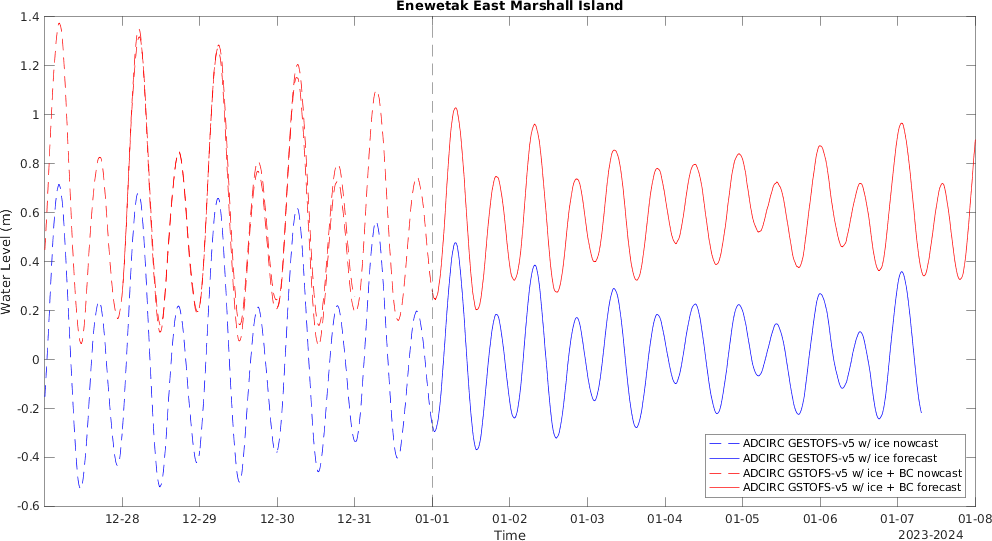 Enewetak East Marshall Island
Water Level (m)
1.4
1.2
1
0.8
0.6
0.4
0.2
0
-0.2
-0.4
-0.6
ADCIRC GESTOFS-v5 w/ ice nowcast
ADCIRC GESTOFS-v5 w/ ice forecast
ADCIRC GSTOFS-v5 w/ ice + BC nowcast
ADCIRC GSTOFS-v5 w/ ice + BC forecast
12-28 12-29 12-30 12-31 01-01 01-02 01-03 01-04 01-05 01-06 01-07 01-08
Time
2023-2024